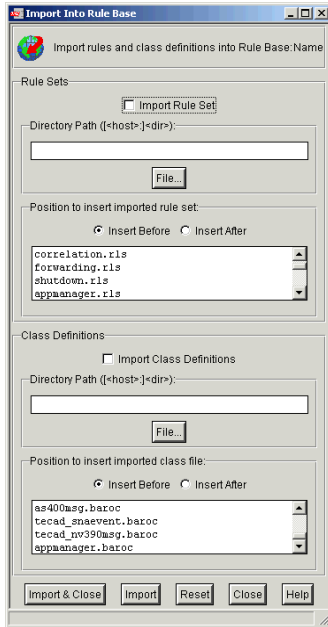 Import Into Rule Base
Import rules and class definitions into Rule Base:Name
Rule Sets
Import Rule Set
Directory Path ([<host>:]<dir>):
File...
Position to insert imported rule set:
Insert Before Insert After
correlation.rls
forwarding.rls
shutdown.rls
appmanager.rls
Class Definitions
Import Class Definitions
Directory Path ([<host>:]<dir>):
File...
Position to insert imported class file:
Insert Before Insert After
as400msg.baroc
tecad_snaevent.baroc
tecad_nv390msg.baroc
appmanager.baroc
Import & Close Import Reset Close Help